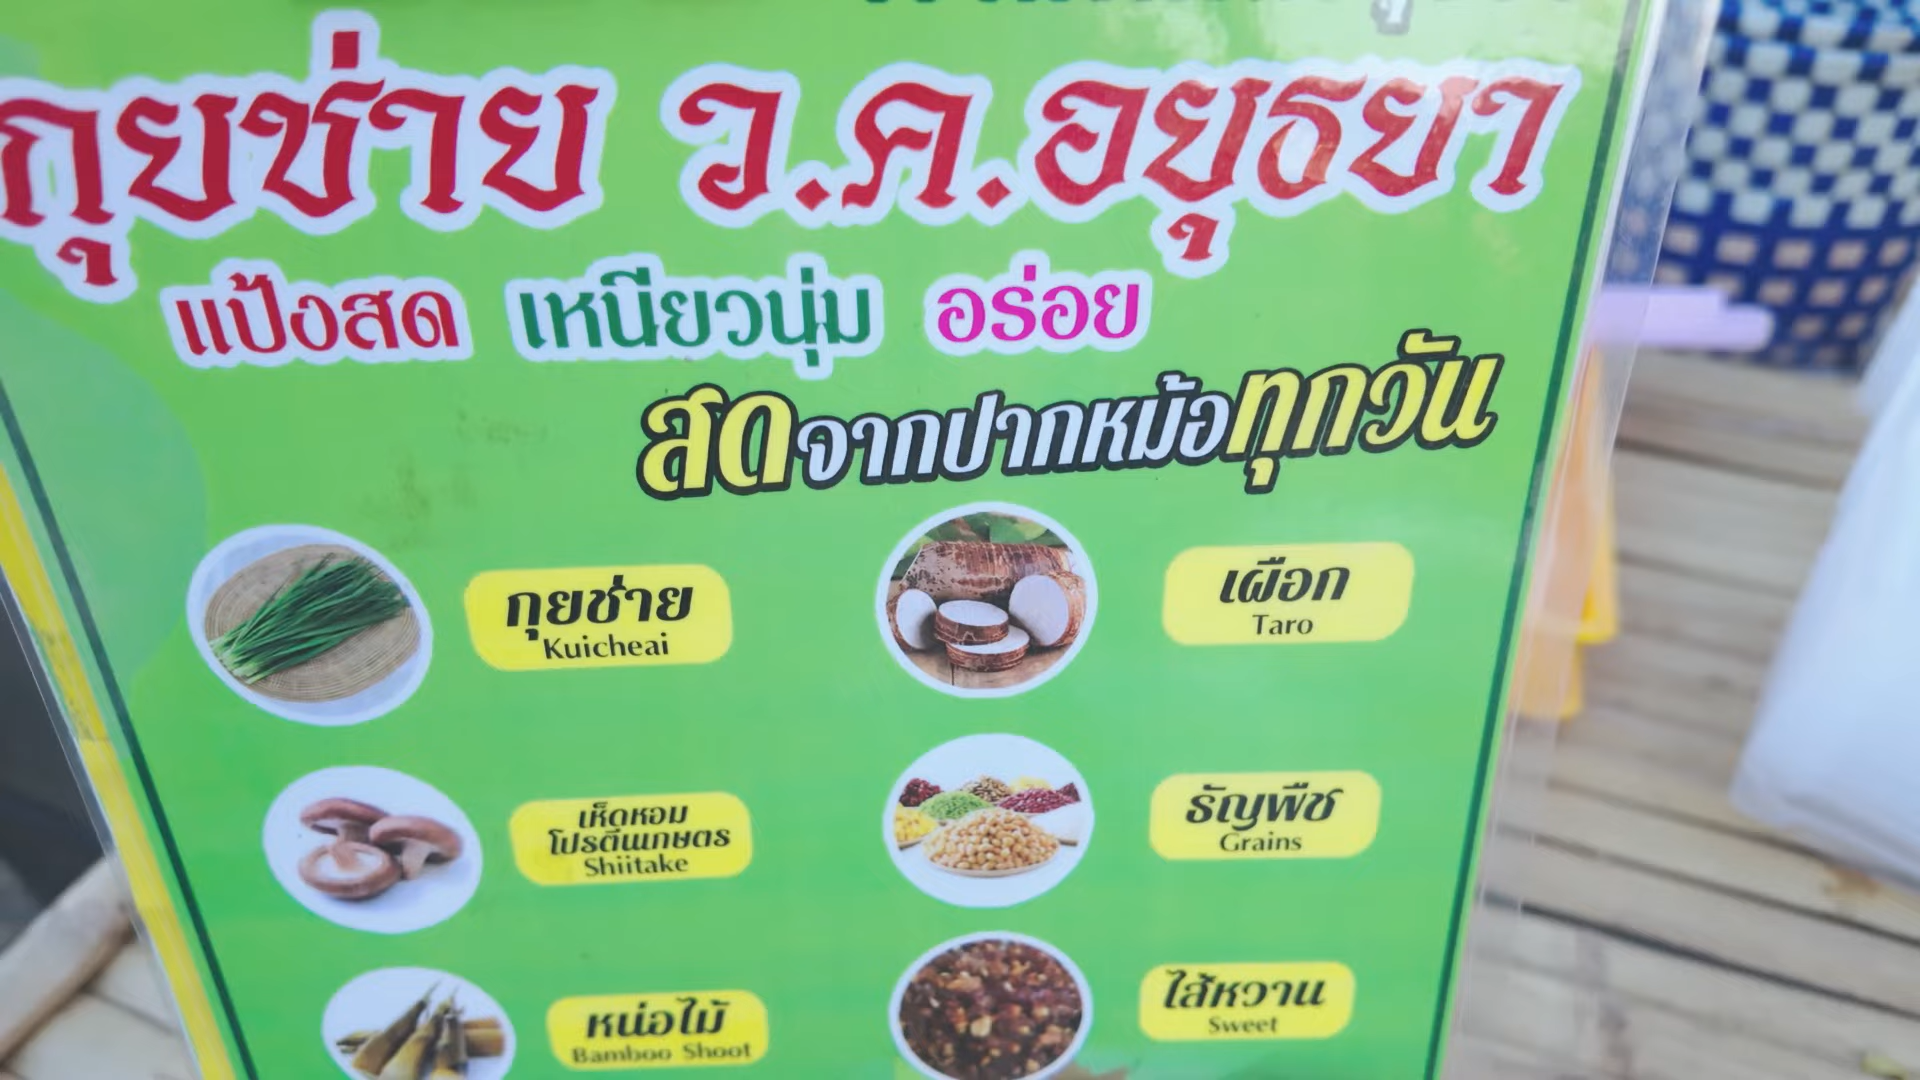 กุยช่าย ว.ค.อยุธยา
แป้งสด เหนียวนุ่ม อร่อย
สดจากปากหม้อทุกวัน
กุยช่าย
Kuicheai
เผือก
Taro
เห็ดหอม
โปรตีนเกษตร
Shiitake
ธัญพืช
Grains
หน่อไม้
Bamboo Shoot
ไส้หวาน
Sweet